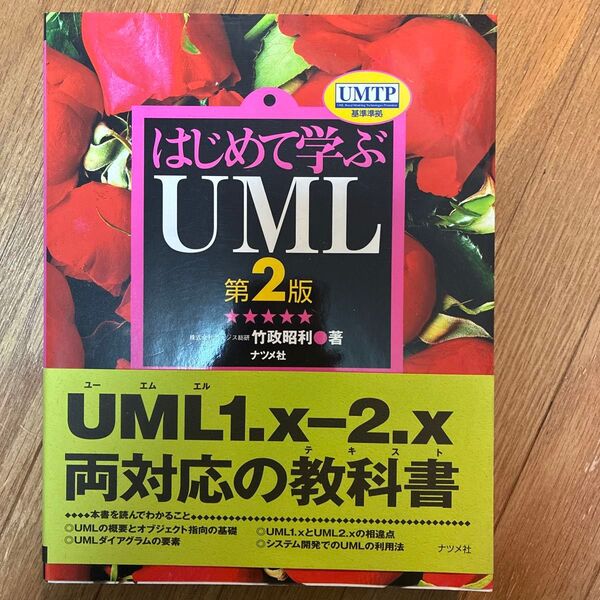 UMTP
基準準拠
はじめて学ぶ
UML
第2版
★★★★★
竹政昭利●著
ナツメ社
ユー エム エル
UML1.x–2.x
テキスト
両対応の教科書
◆◆◆◆本書を読んでわかること◆◆◆◆
◎UMLの概要とオブジェクト指向の基礎
◎UMLダイアグラムの要素
◎UML1.xとUML2.xの相違点
◎システム開発でのUMLの利用法
ナツメ社